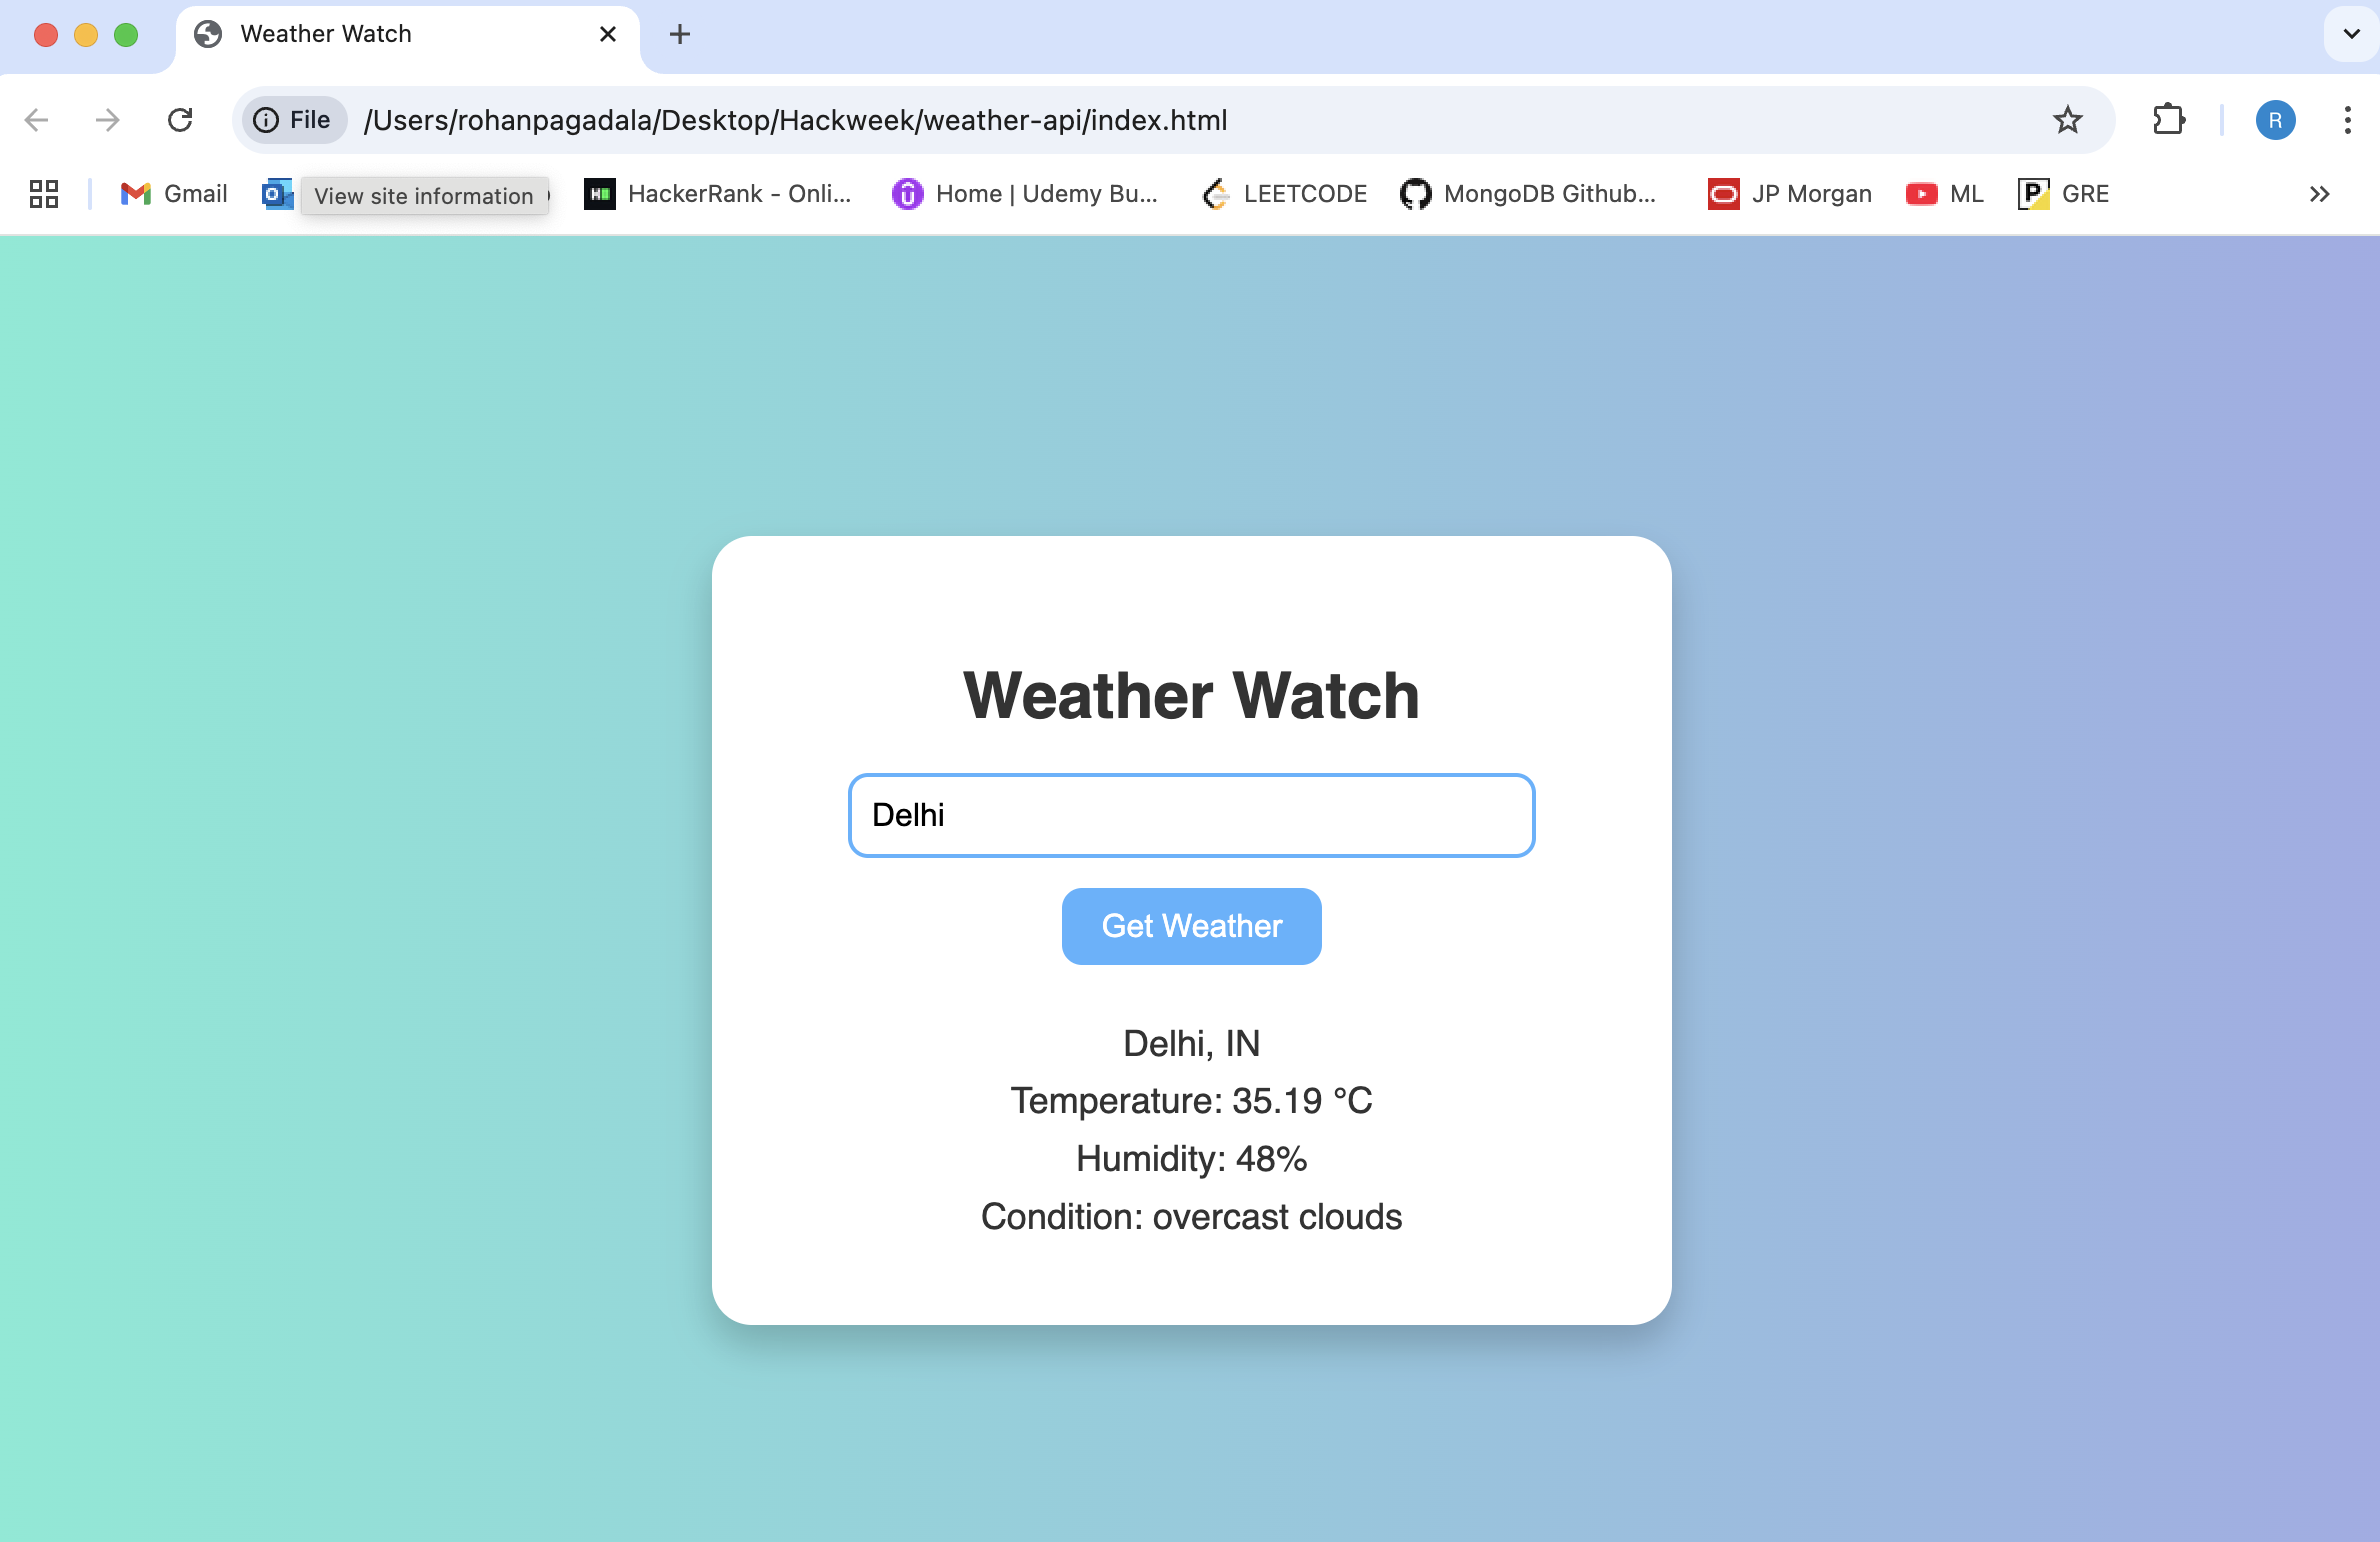 Weather Watch
File /Users/rohanpagadala/Desktop/Hackweek/weather-api/index.html R
Gmail View site information HackerRank - Onli... Home | Udemy Bu... LEETCODE MongoDB Github... JP Morgan ML GRE
Weather Watch
Delhi
Get Weather
Delhi, IN
Temperature: 35.19 °C
Humidity: 48%
Condition: overcast clouds